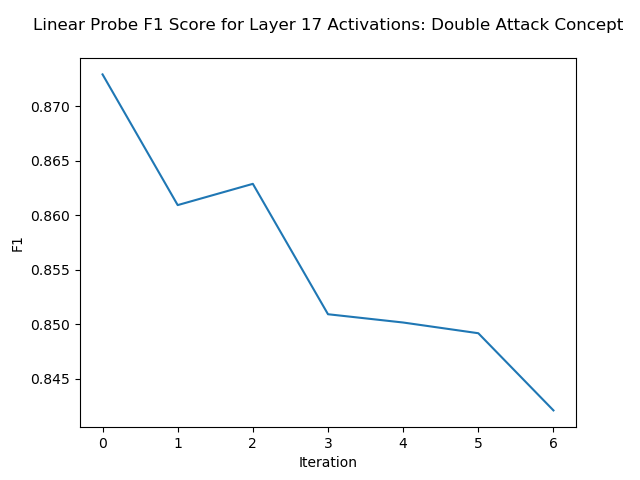 Linear Probe F1 Score for Layer 17 Activations: Double Attack Concept
0.870
0.865
0.860
0.855
0.850
0.845
F1
0 1 2 3 4 5 6
Iteration